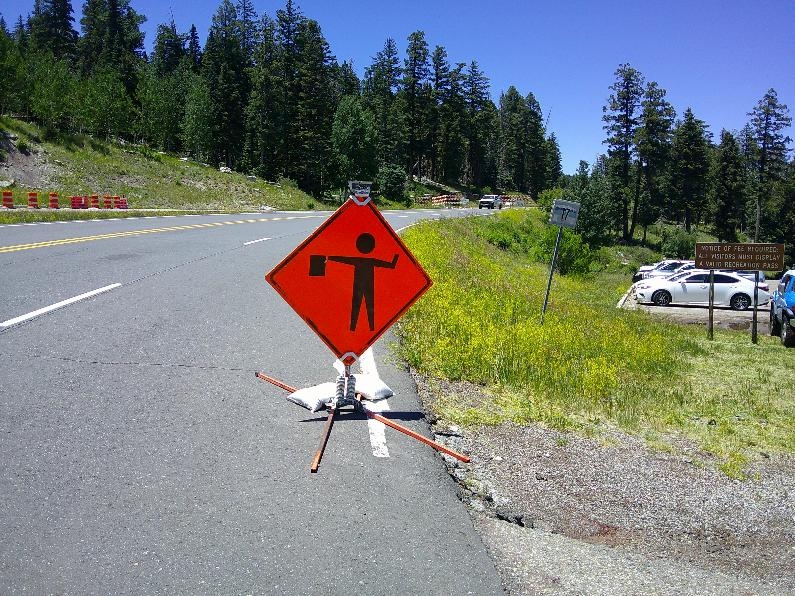 NOTICE OF FEE REQUIRED
ALL VISITORS MUST DISPLAY
A VALID RECREATION PASS